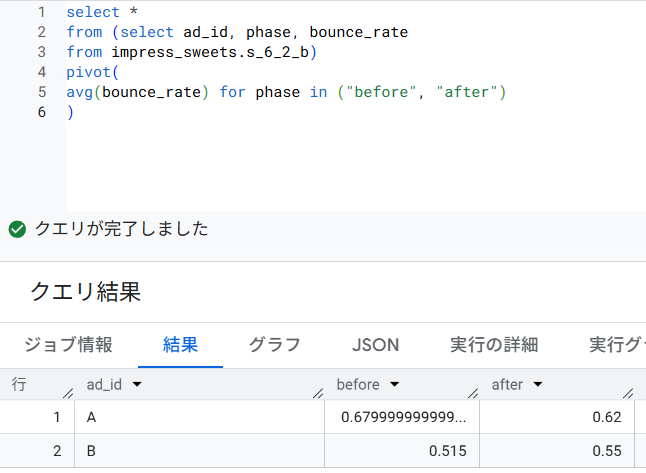 1 select *
2 from (select ad_id, phase, bounce_rate
3 from impress_sweets.s_6_2_b)
4 pivot(
5 avg(bounce_rate) for phase in ("before", "after")
6 )
クエリが完了しました
クエリ結果
ジョブ情報 結果 グラフ JSON 実行の詳細 実行グ
行 ad_id before after
1 A 0.679999999999... 0.62
2 B 0.515 0.55